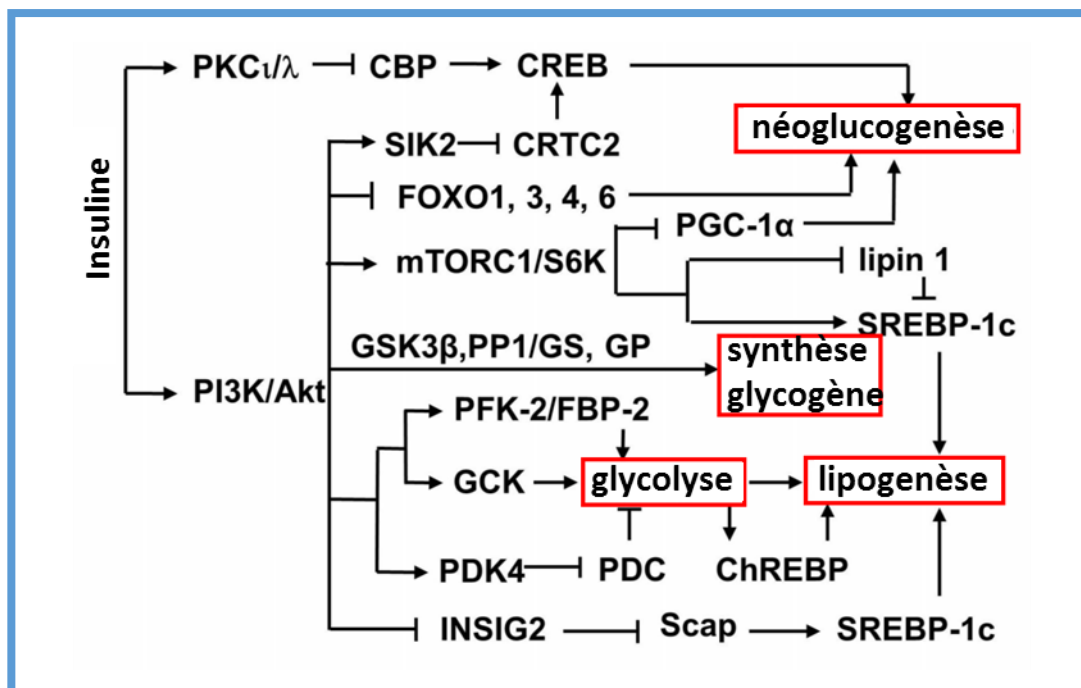 Insuline
PKCι/λ CBP CREB
néoglucogenèse
SIK2 CRTC2
FOXO1, 3, 4, 6
PGC-1α
mTORC1/S6K lipin 1
SREBP-1c
GSK3β,PP1/GS, GP synthèse
glycogène
PI3K/Akt
PFK-2/FBP-2
GCK glycolyse lipogenèse
PDK4 PDC ChREBP
INSIG2 Scap SREBP-1c